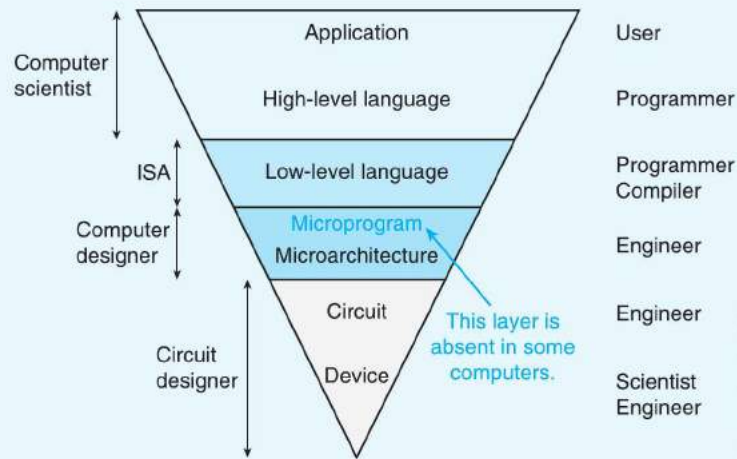 Application
User
Computer
scientist
High-level language
Programmer
ISA
Low-level language
Programmer
Compiler
Computer
designer
Microprogram
Microarchitecture
Engineer
Circuit
Engineer
This layer is
absent in some
computers.
Circuit
designer
Device
Scientist
Engineer